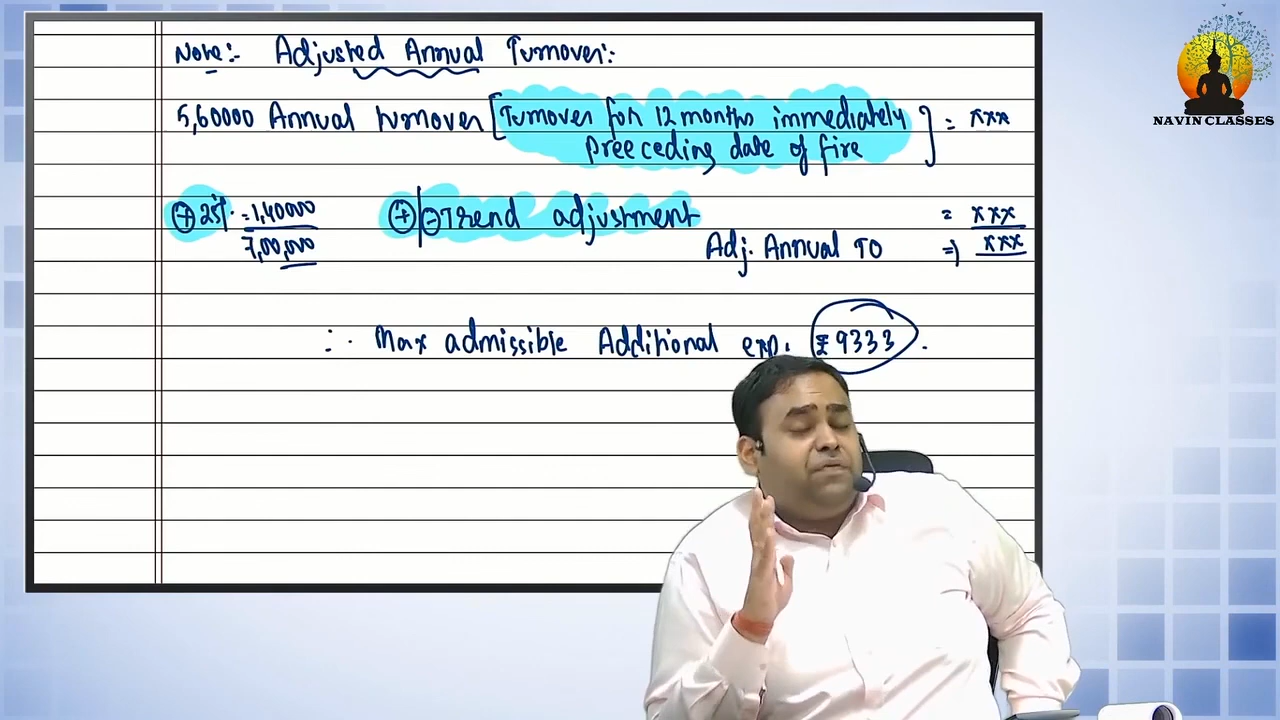 Note:- Adjusted Annual Turnover:
5,60000 Annual turnover [Turnover for 12 months immediately
preeceding date of fire] = xxx
⊕ 25% = 1,40000 ⊕|⊖ Trend adjustment = xxx
7,00,000 Adj. Annual TO => xxx
∴ Max admissible Additional exp. ₹9333.
NAVIN CLASSES